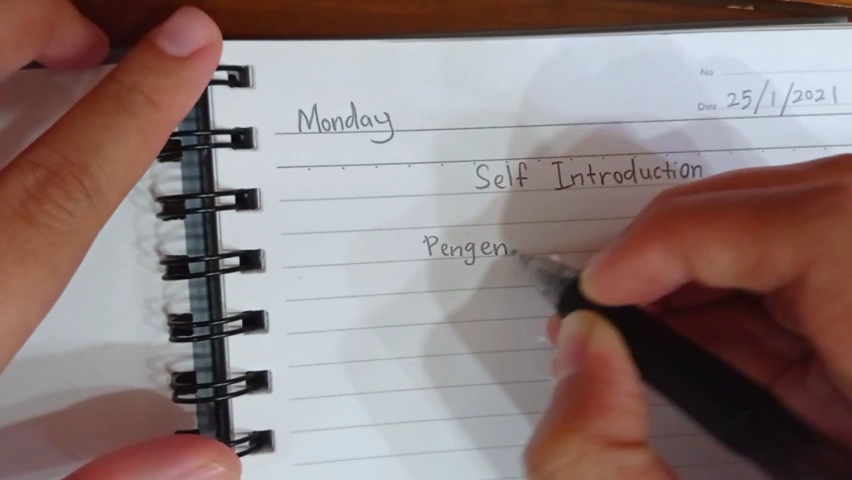 No
Date 25/1/2021
Monday
Self Introduction
Pengen